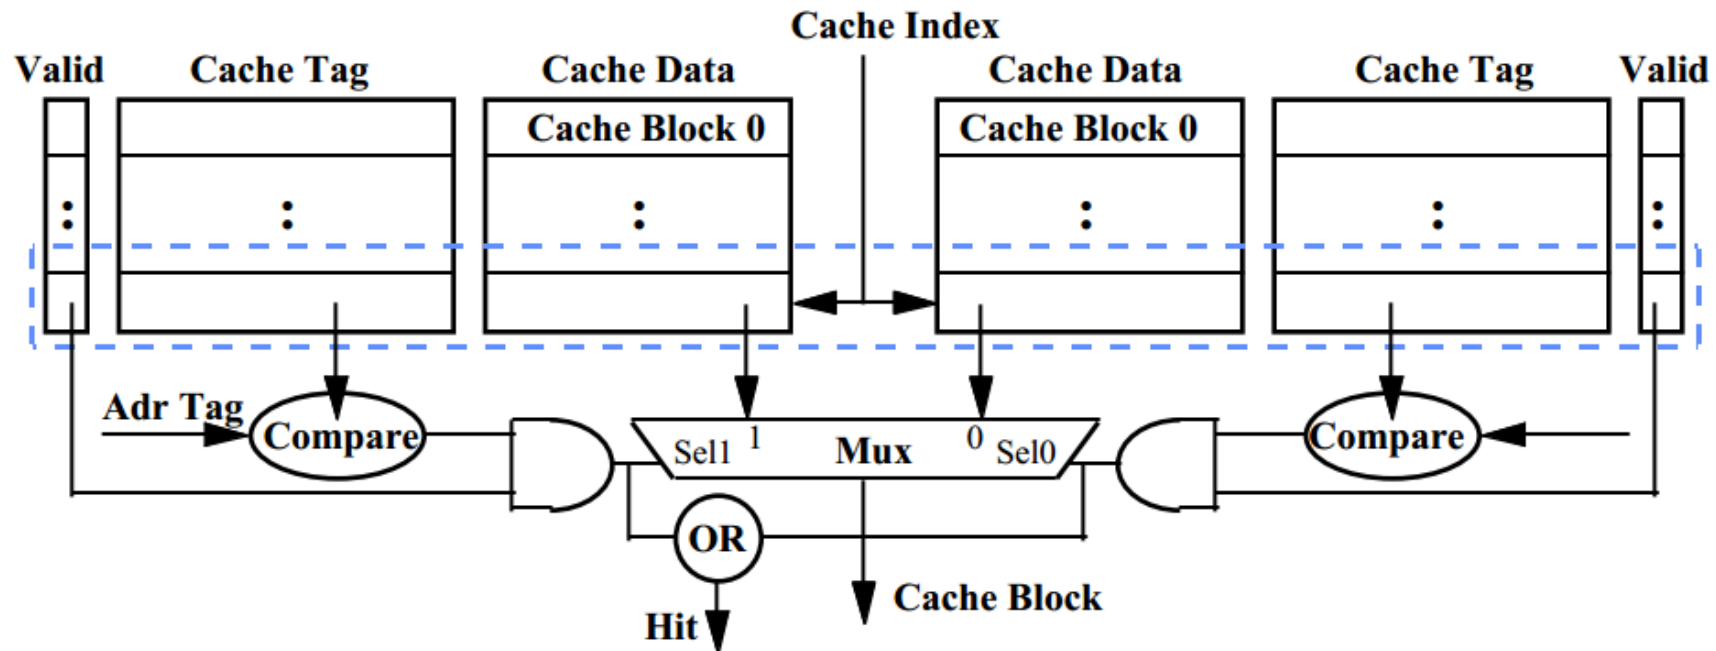 Cache Index
Valid Cache Tag Cache Data Cache Data Cache Tag Valid
Cache Block 0 Cache Block 0
: : : : : :
Adr Tag
Compare Sel1 1 Mux 0 Sel0 Compare
OR
Cache Block
Hit